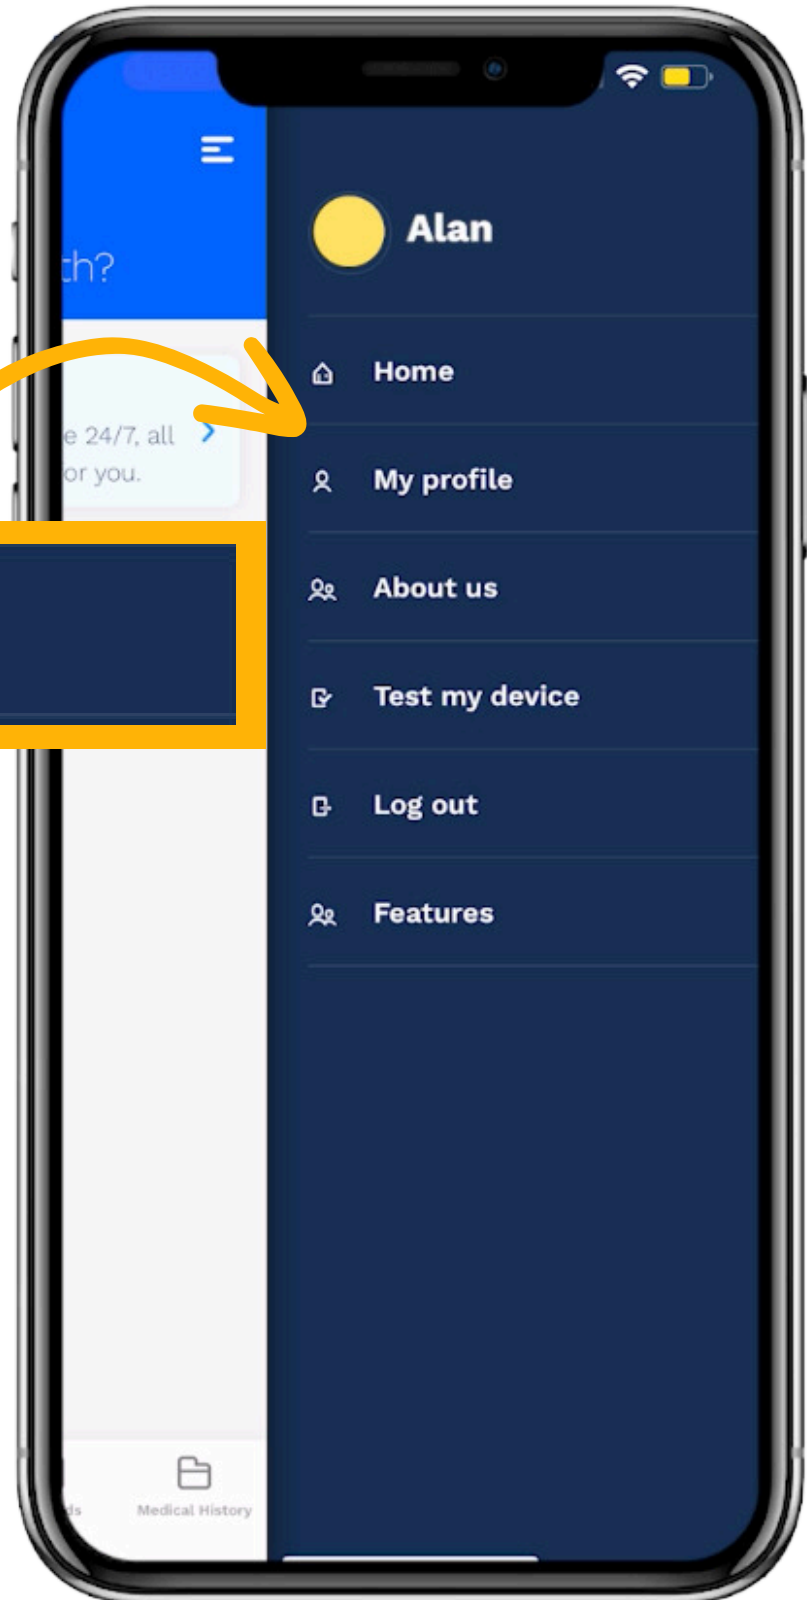 Alan
th?
Home
e 24/7, all
or you.
My profile
About us
Test my device
Log out
Features
ds
Medical History